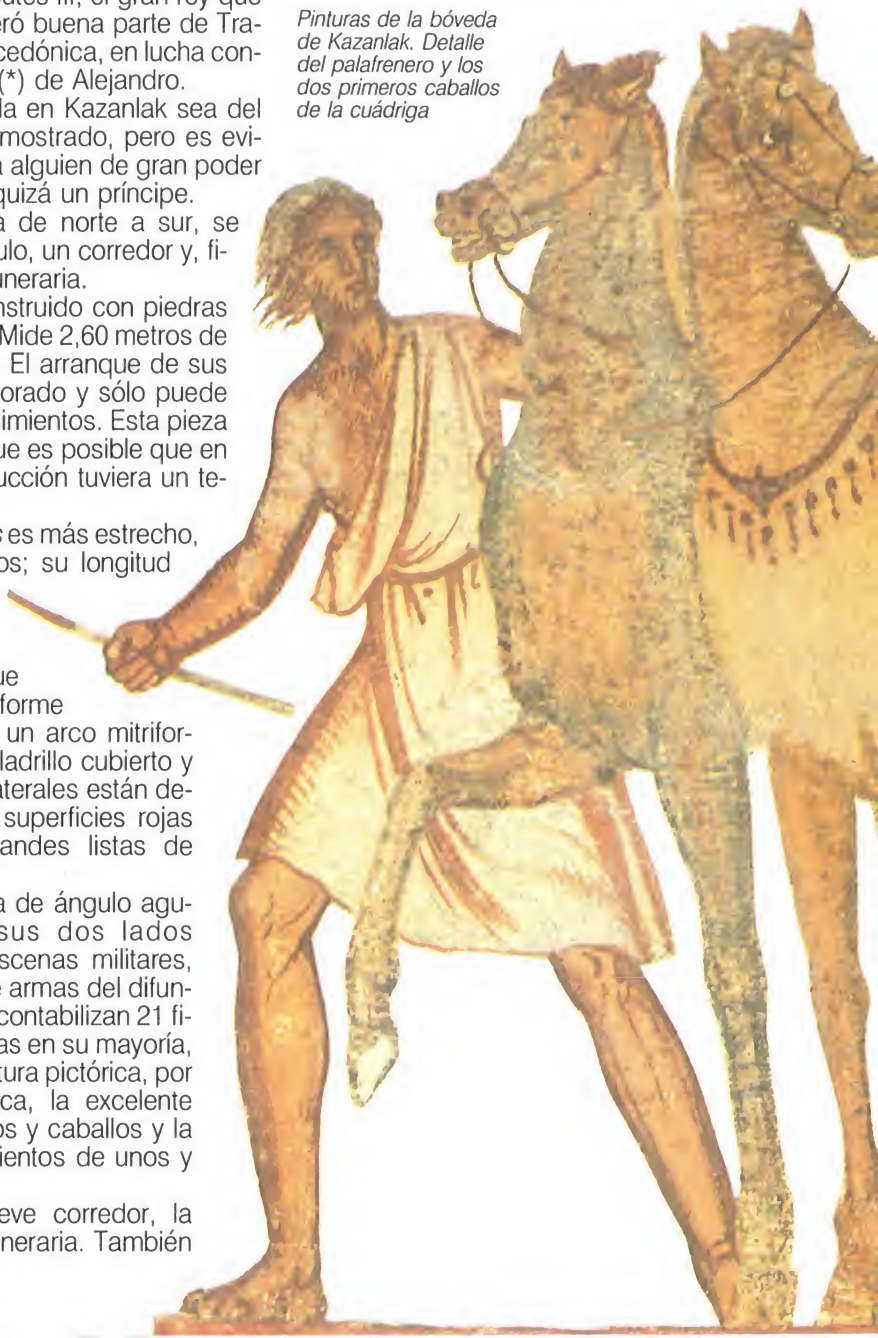 el gran rey que
eró buena parte de Tra-
cedónica, en lucha con-
(*) de Alejandro.
da en Kazanlak sea del
mostrado, pero es evi-
a alguien de gran poder
quizá un príncipe.
a de norte a sur, se
ulo, un corredor y, fi-
uneraria.
nstruido con piedras
Mide 2,60 metros de
El arranque de sus
orado y sólo puede
imientos. Esta pieza
ue es posible que en
ucción tuviera un te-
s es más estrecho,
os; su longitud
ue
forme
un arco mitrifor-
ladrillo cubierto y
aterales están de-
superficies rojas
andes listas de
a de ángulo agu-
sus dos lados
scenas militares,
e armas del difun-
contabilizan 21 fi-
as en su mayoría,
tura pictórica, por
ca, la excelente
os y caballos y la
ientos de unos y
eve corredor, la
neraria. También
Pinturas de la bóveda
de Kazanlak. Detalle
del palafrenero y los
dos primeros caballos
de la cuádriga